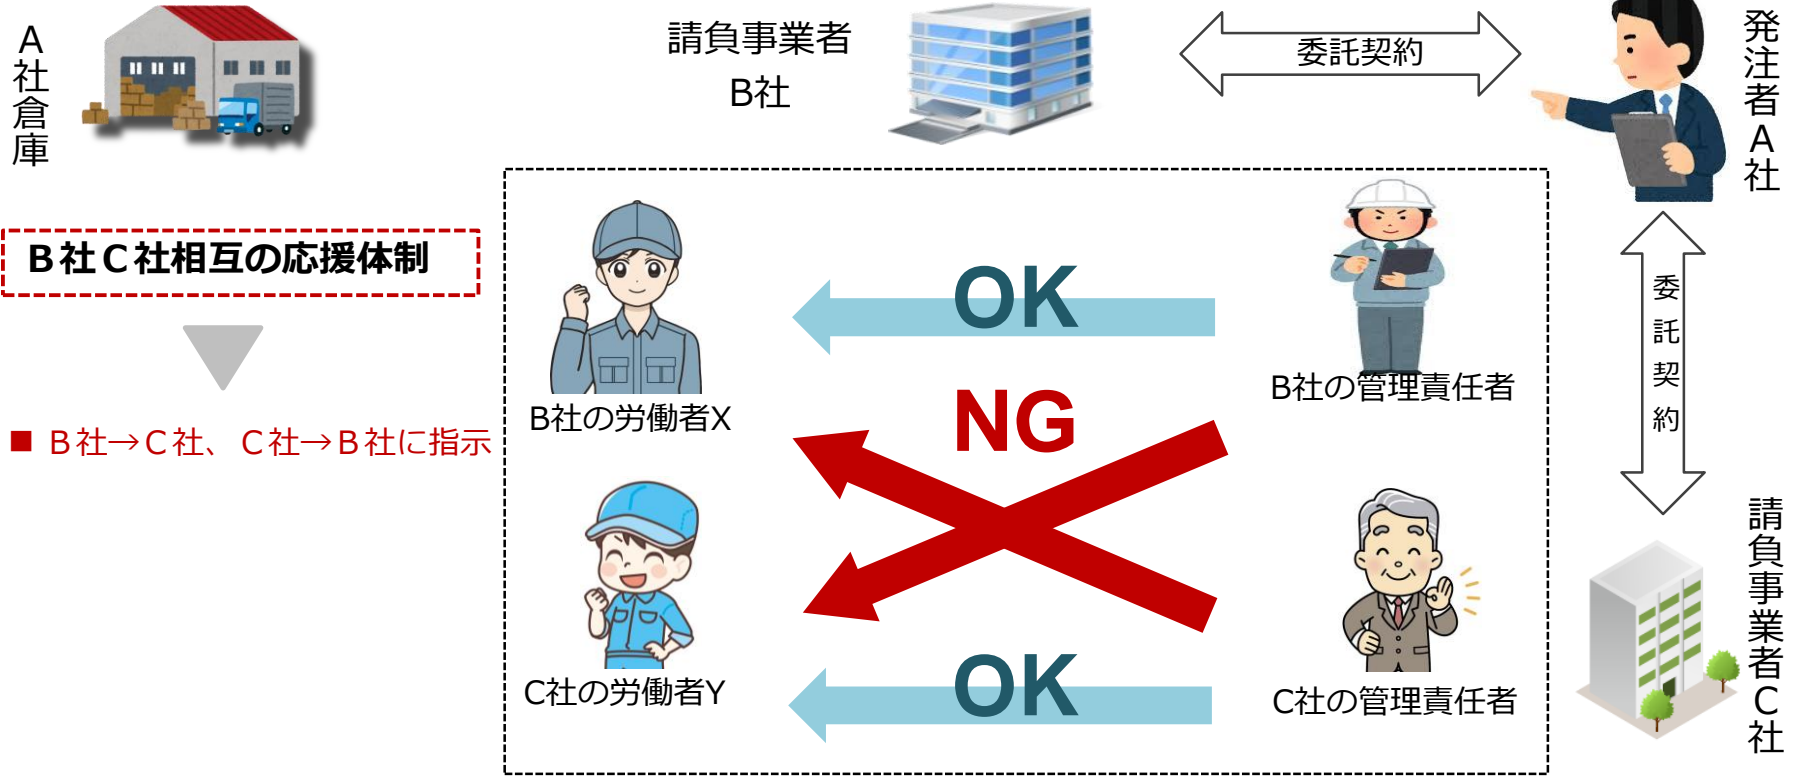 A社倉庫
請負事業者
B社
委託契約
発注者A社
B社C社相互の応援体制
■ B社→C社、C社→B社に指示
OK
B社の労働者X
B社の管理責任者
NG
委託契約
C社の労働者Y
OK
C社の管理責任者
請負事業者C社